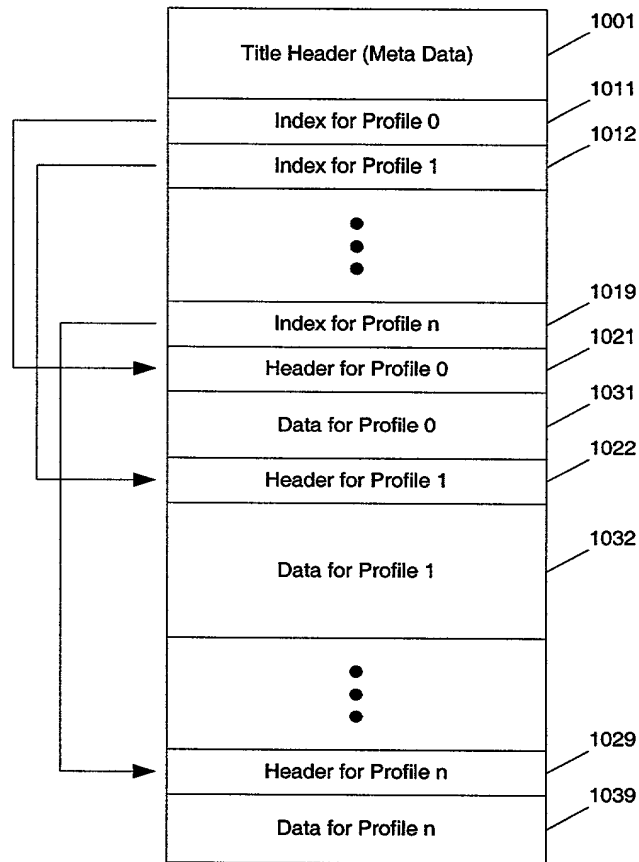 1001
Title Header (Meta Data)
1011
Index for Profile 0
1012
Index for Profile 1
1019
Index for Profile n
1021
Header for Profile 0
1031
Data for Profile 0
1022
Header for Profile 1
1032
Data for Profile 1
1029
Header for Profile n
1039
Data for Profile n